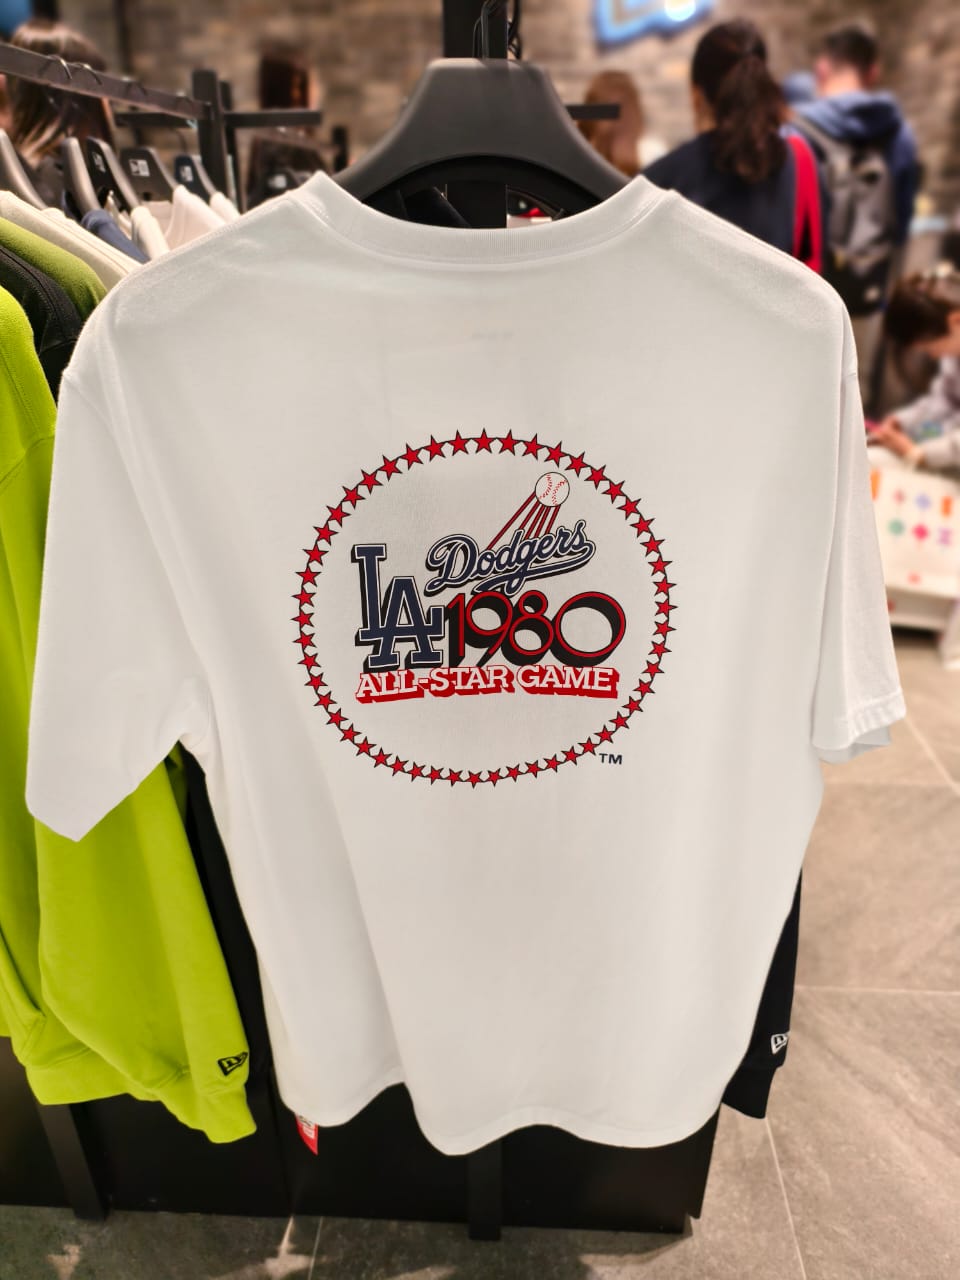 Dodgers
LA 1980
ALL-STAR GAME
TM